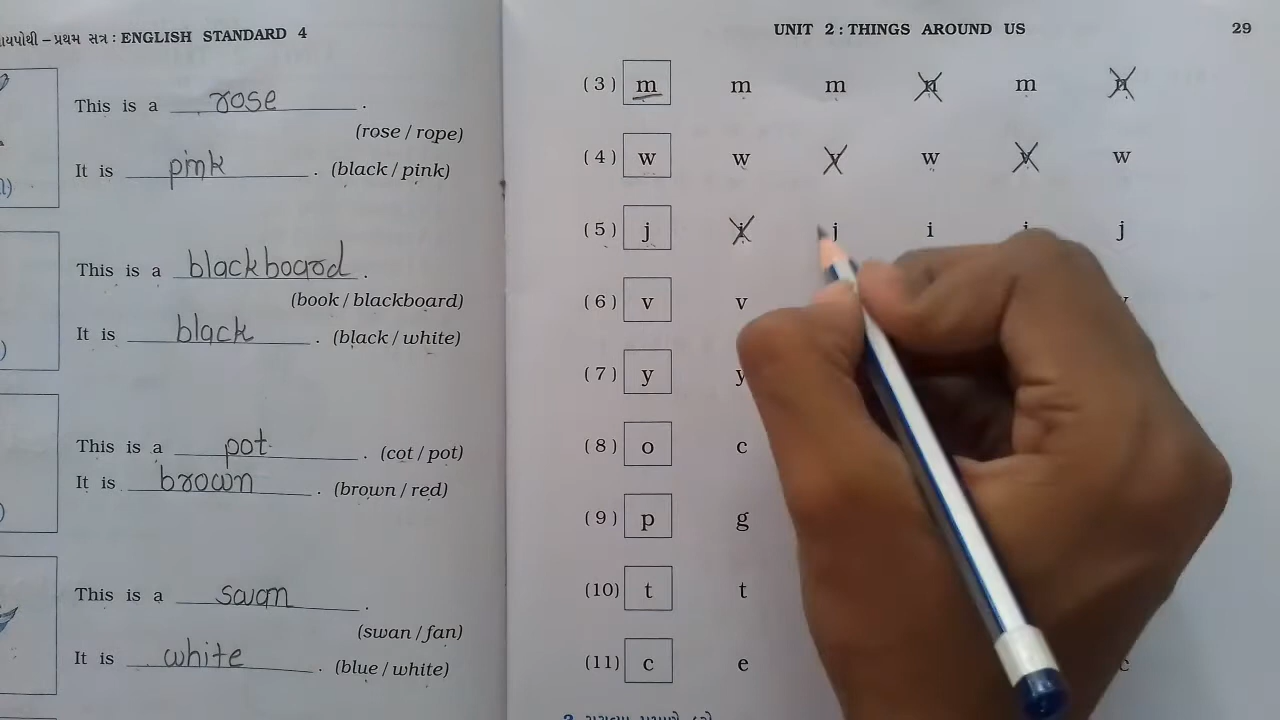 ાયપોથી – પ્રથમ સત્ર : ENGLISH STANDARD 4
This is a rose .
(rose / rope)
It is pink . (black / pink)
This is a blackboard .
(book / blackboard)
It is black . (black / white)
This is a pot . (cot / pot)
It is brown . (brown / red)
This is a swan .
(swan / fan)
It is white . (blue / white)
UNIT 2 : THINGS AROUND US 29
(3) m m m n m n
(4) w w v w v w
(5) j i j i j
(6) v v
(7) y y
(8) o c
(9) p g
(10) t t
(11) c e c